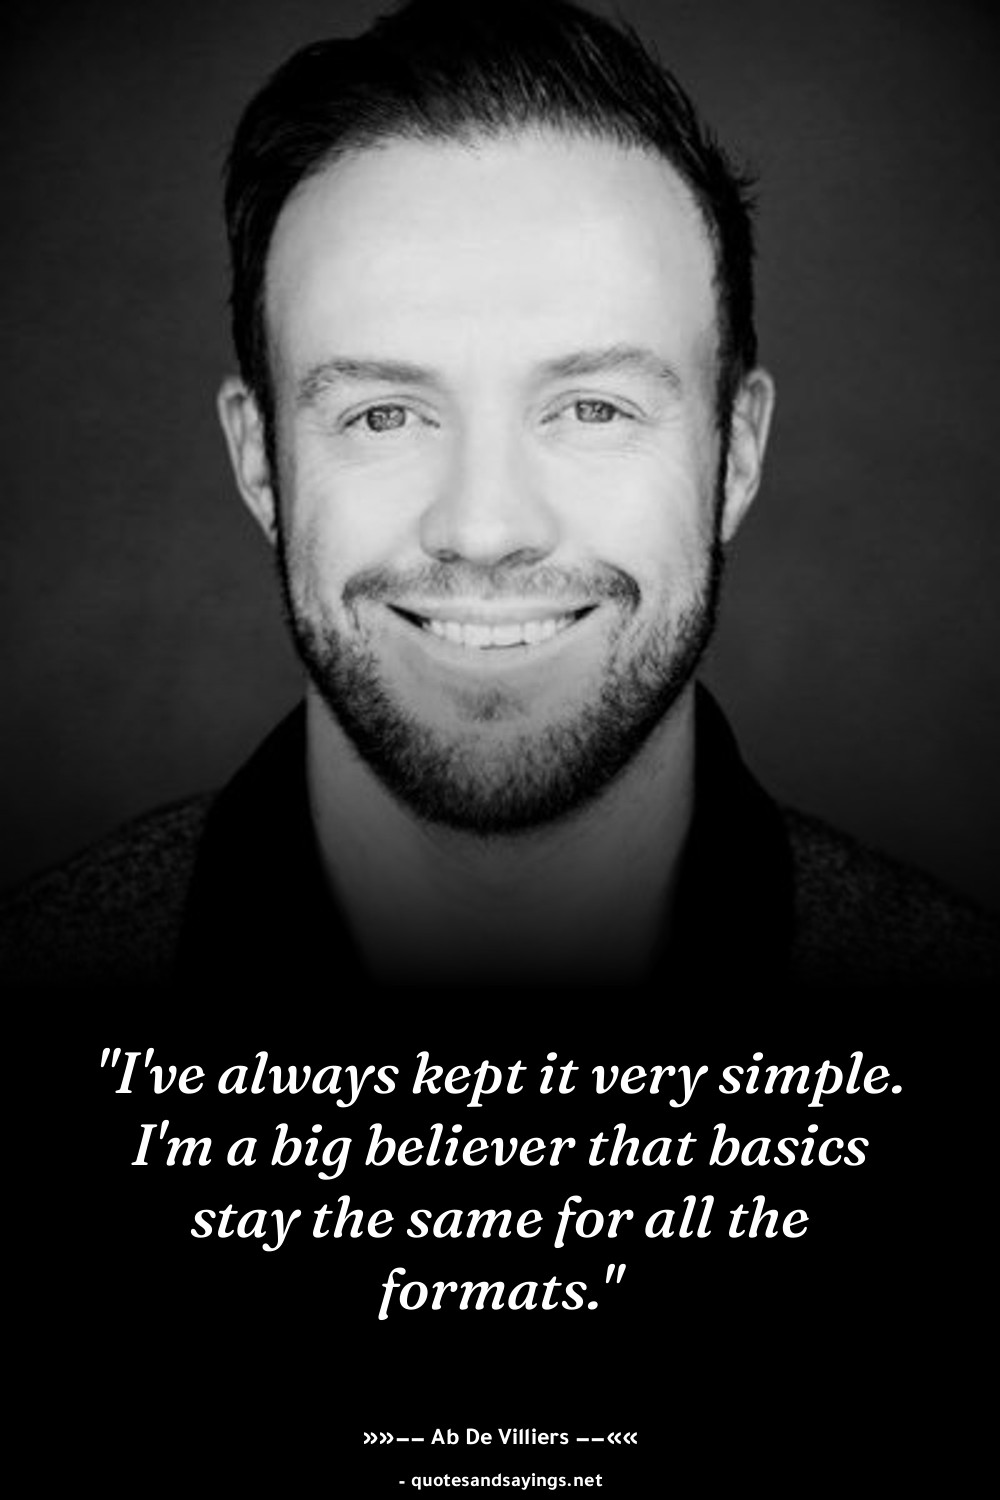 "I've always kept it very simple.
I'm a big believer that basics
stay the same for all the
formats."
»»–– Ab De Villiers ––««
- quotesandsayings.net